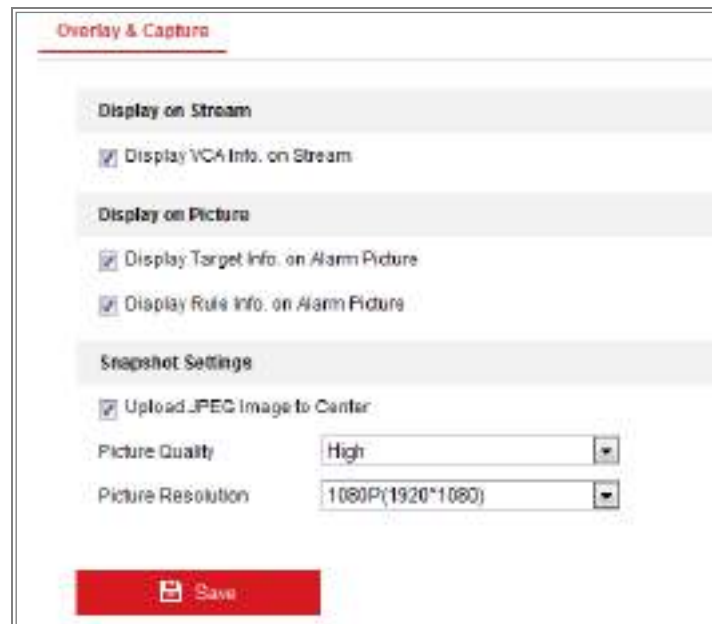 Overlay & Capture
Display on Stream
Display VCA Info. on Stream
Display on Picture
Display Target Info. on Alarm Picture
Display Rule Info. on Alarm Picture
Snapshot Settings
Upload JPEG Image to Center
Picture Quality High
Picture Resolution 1080P(1920*1080)
Save